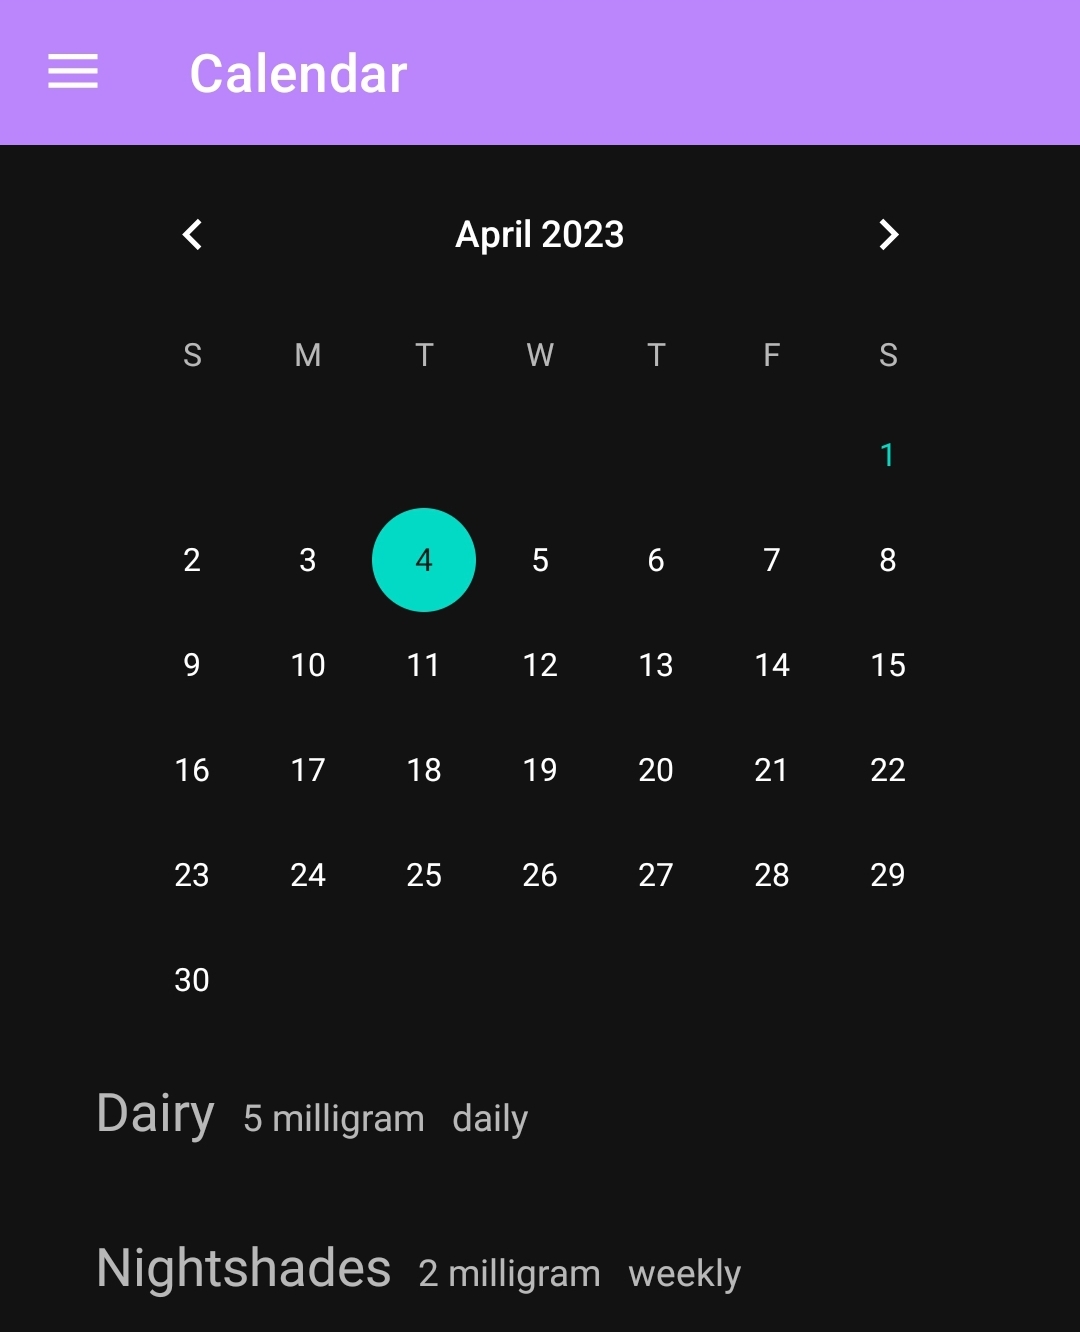 Calendar
April 2023
S M T W T F S
1
2 3 4 5 6 7 8
9 10 11 12 13 14 15
16 17 18 19 20 21 22
23 24 25 26 27 28 29
30
Dairy 5 milligram daily
Nightshades 2 milligram weekly